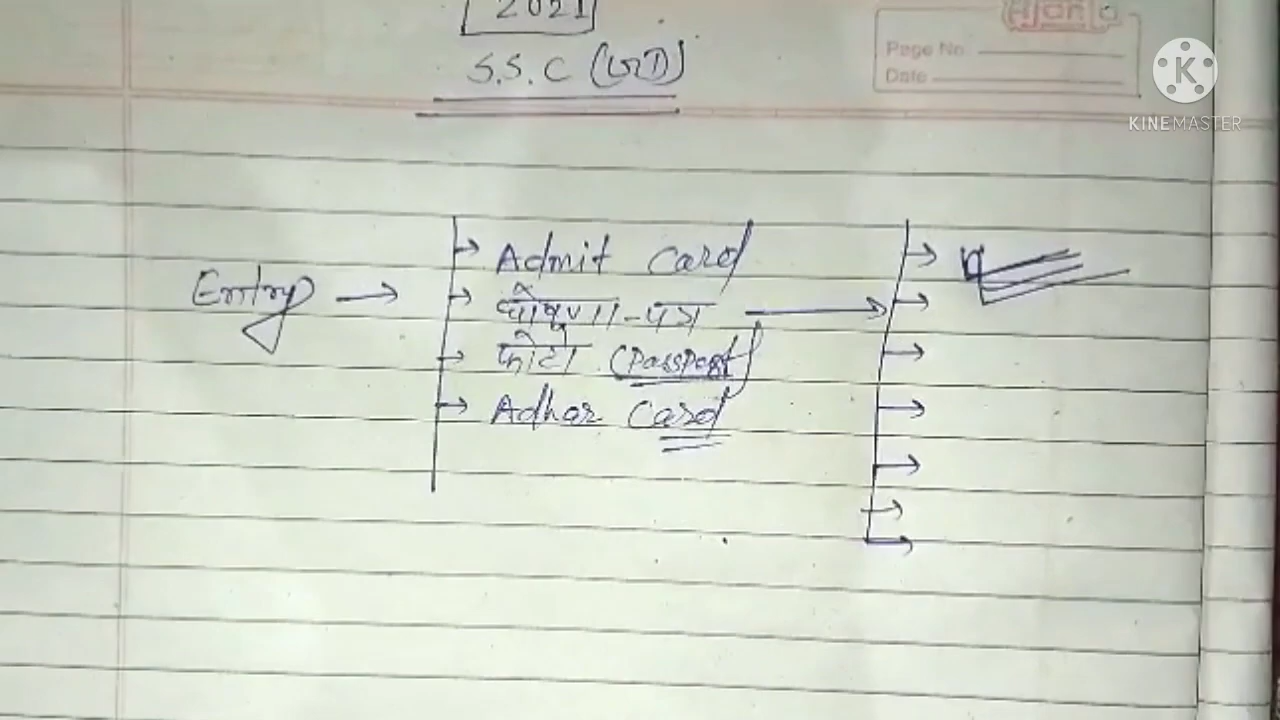 2021
S.S.C (GD)
Page No.
Date
KINEMASTER
Entry
Admit Card
घोषणा-पत्र
फोटो (Passport)
Adhar Card